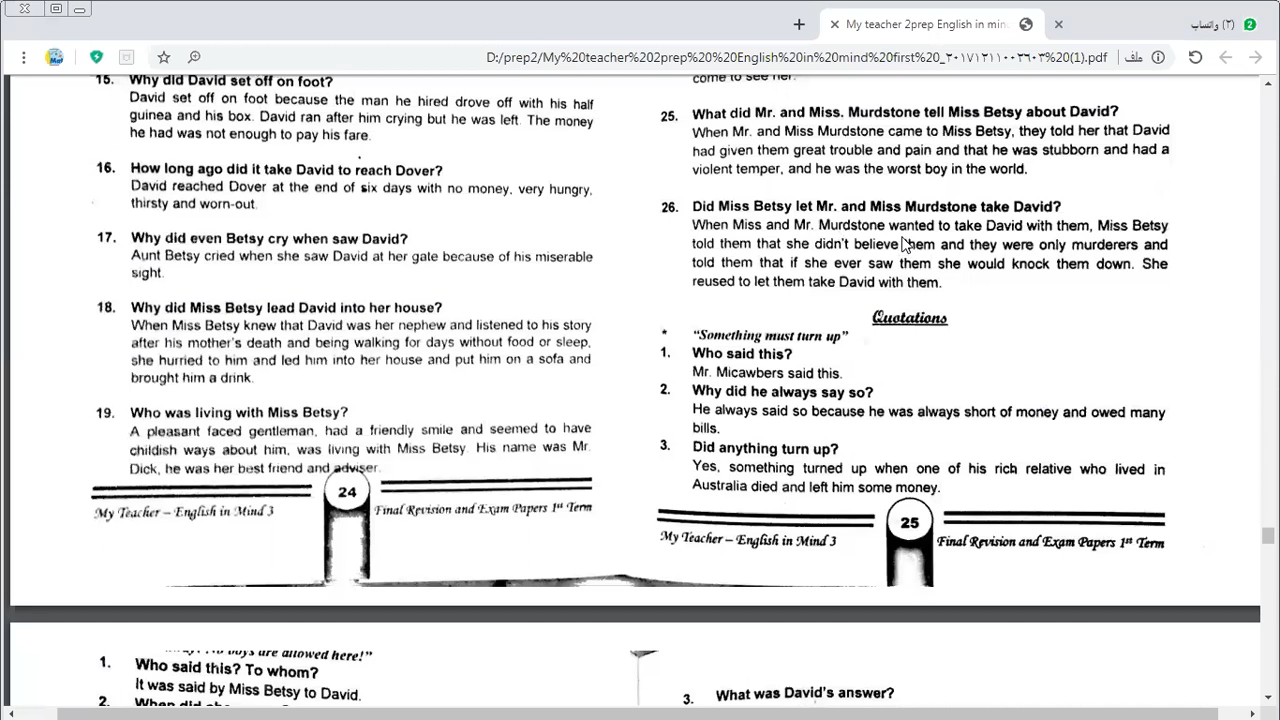 My teacher 2prep English in min
(٢) واتساب
2
D:/prep2/My%20teacher%202prep%20%20English%20in%20mind%20first%20_٢٠١٧١٢١١٠٠٢٦٠٣%20(1).pdf
ملف
15. Why did David set off on foot?
David set off on foot because the man he hired drove off with his half
guinea and his box. David ran after him crying but he was left. The money
he had was not enough to pay his fare.
16. How long ago did it take David to reach Dover?
David reached Dover at the end of six days with no money, very hungry,
thirsty and worn-out.
17. Why did even Betsy cry when saw David?
Aunt Betsy cried when she saw David at her gate because of his miserable
sight.
18. Why did Miss Betsy lead David into her house?
When Miss Betsy knew that David was her nephew and listened to his story
after his mother's death and being walking for days without food or sleep,
she hurried to him and led him into her house and put him on a sofa and
brought him a drink.
19. Who was living with Miss Betsy?
A pleasant faced gentleman, had a friendly smile and seemed to have
childish ways about him, was living with Miss Betsy. His name was Mr.
Dick, he was her best friend and adviser.
24
My Teacher – English in Mind 3
Final Revision and Exam Papers 1st Term
come to see her.
25. What did Mr. and Miss. Murdstone tell Miss Betsy about David?
When Mr. and Miss Murdstone came to Miss Betsy, they told her that David
had given them great trouble and pain and that he was stubborn and had a
violent temper, and he was the worst boy in the world.
26. Did Miss Betsy let Mr. and Miss Murdstone take David?
When Miss and Mr. Murdstone wanted to take David with them, Miss Betsy
told them that she didn't believe them and they were only murderers and
told them that if she ever saw them she would knock them down. She
reused to let them take David with them.
Quotations
* "Something must turn up"
1. Who said this?
Mr. Micawbers said this.
2. Why did he always say so?
He always said so because he was always short of money and owed many
bills.
3. Did anything turn up?
Yes, something turned up when one of his rich relative who lived in
Australia died and left him some money.
25
My Teacher – English in Mind 3
Final Revision and Exam Papers 1st Term
boys are allowed here!"
1. Who said this? To whom?
It was said by Miss Betsy to David.
2. When did
3. What was David's answer?